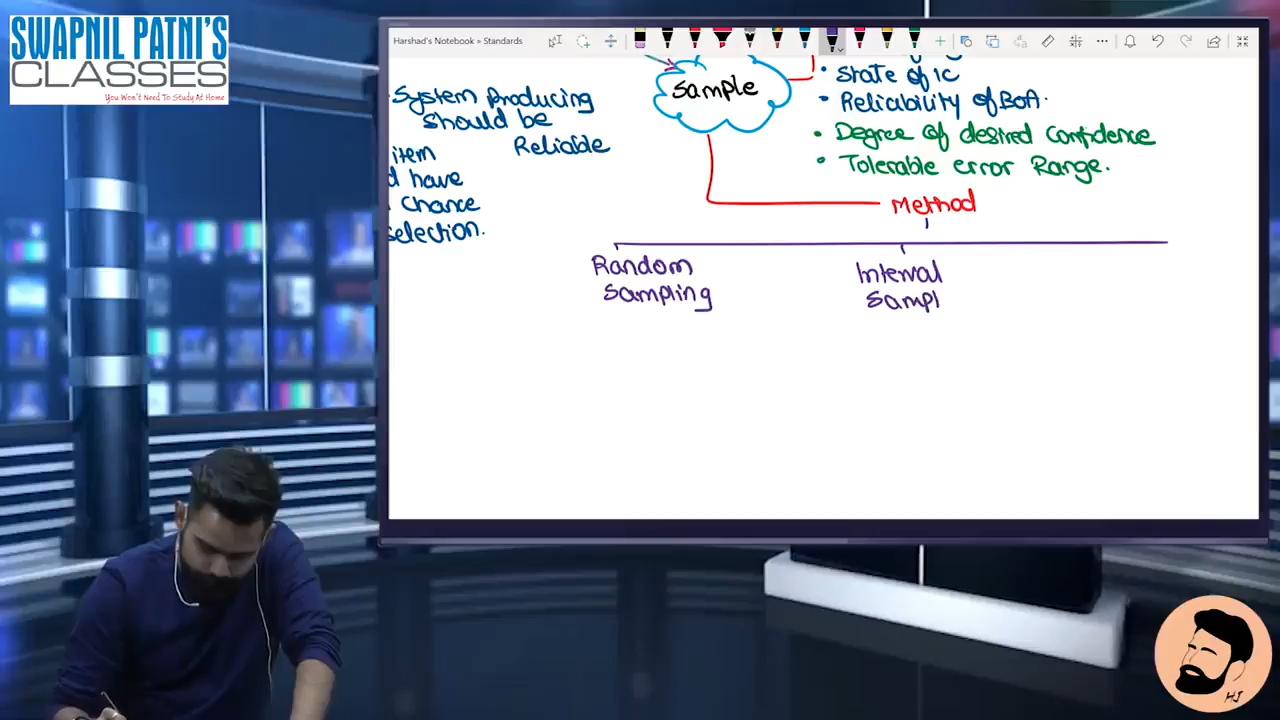 SWAPNIL PATNI'S
CLASSES
You Won't Need To Study At Home
Harshad's Notebook » Standards
System Producing
should be
Reliable
item
have
chance
selection.
Sample
• State of IC
• Reliability of BOA.
• Degree of desired Confidence
• Tolerable error Range.
Method
Random
Sampling
Interval
Sampl
HJ